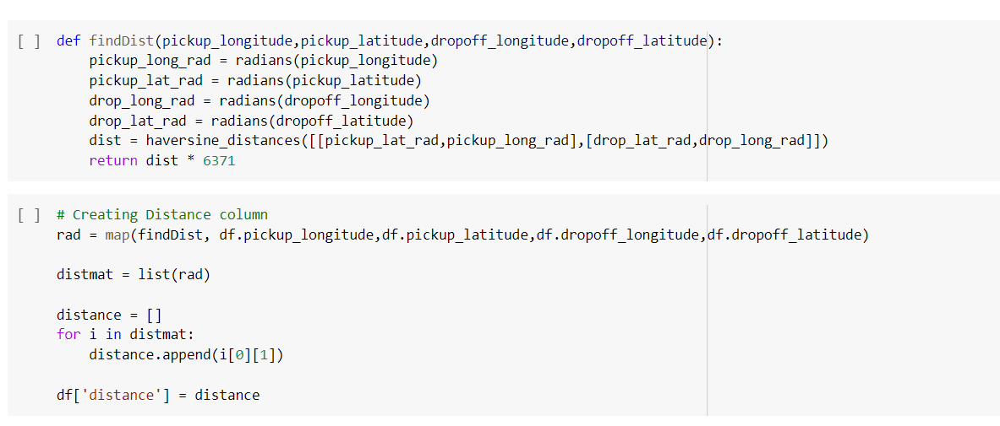 [ ] def findDist(pickup_longitude,pickup_latitude,dropoff_longitude,dropoff_latitude):
        pickup_long_rad = radians(pickup_longitude)
        pickup_lat_rad = radians(pickup_latitude)
        drop_long_rad = radians(dropoff_longitude)
        drop_lat_rad = radians(dropoff_latitude)
        dist = haversine_distances([[pickup_lat_rad,pickup_long_rad],[drop_lat_rad,drop_long_rad]])
        return dist * 6371
[ ] # Creating Distance column
    rad = map(findDist, df.pickup_longitude,df.pickup_latitude,df.dropoff_longitude,df.dropoff_latitude)
    distmat = list(rad)
    distance = []
    for i in distmat:
        distance.append(i[0][1])
    df['distance'] = distance